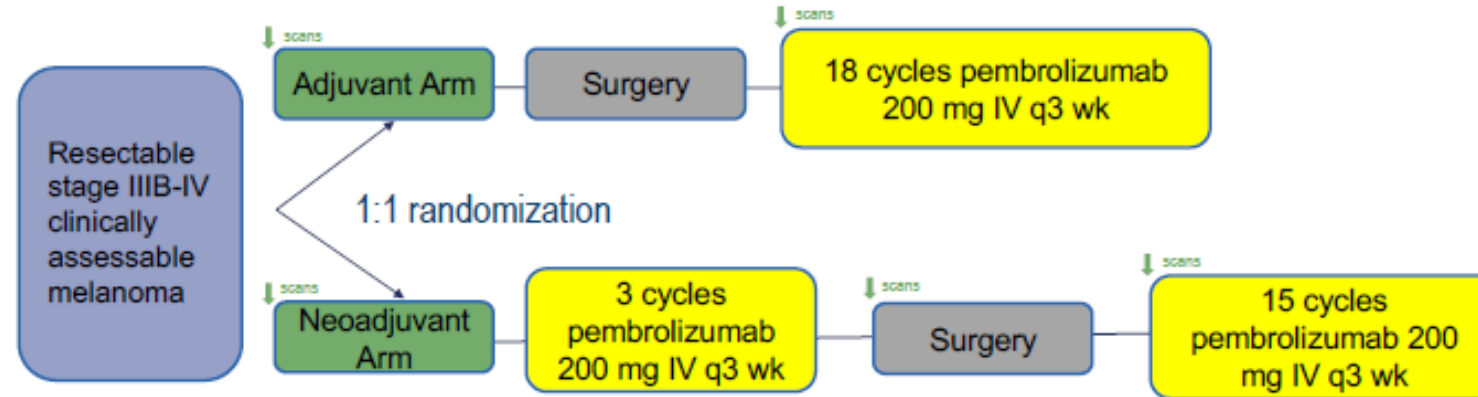 scans
scans
Adjuvant Arm
Surgery
18 cycles pembrolizumab
200 mg IV q3 wk
Resectable
stage IIIB-IV
clinically
assessable
melanoma
1:1 randomization
scans
scans
scans
Neoadjuvant
Arm
3 cycles
pembrolizumab
200 mg IV q3 wk
Surgery
15 cycles
pembrolizumab 200
mg IV q3 wk